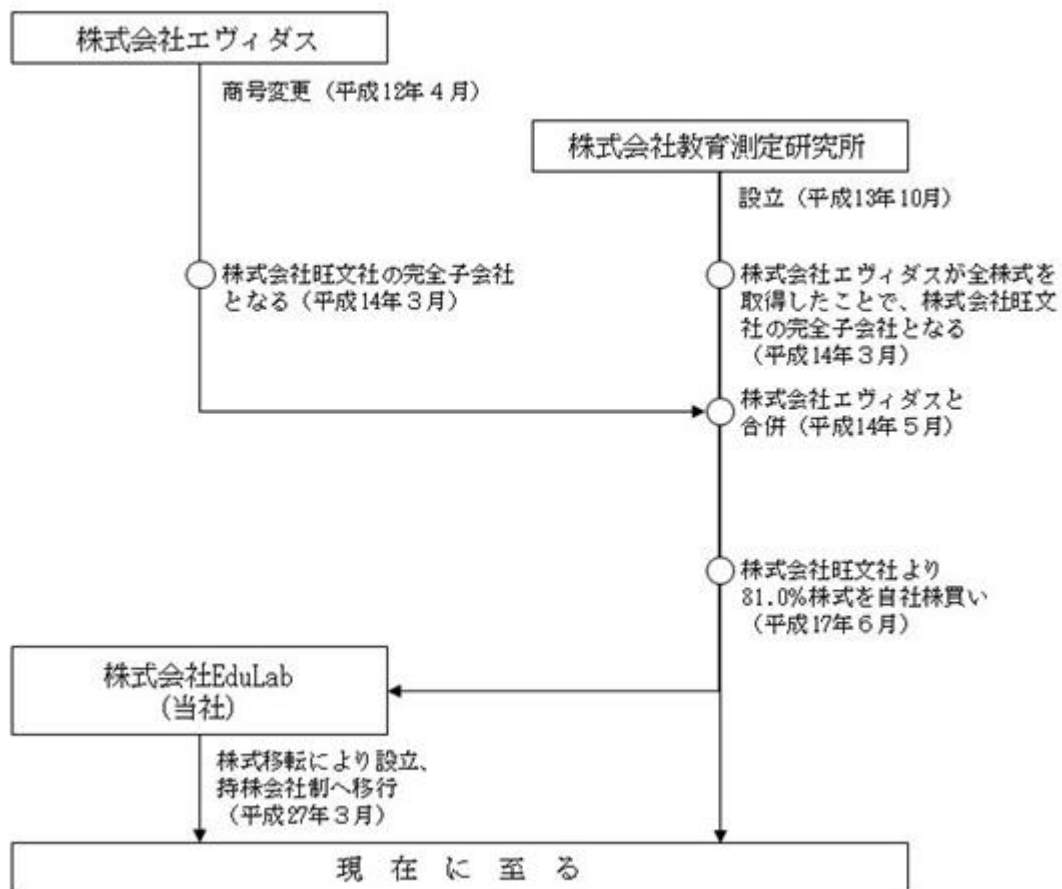 株式会社エヴィダス
商号変更（平成12年４月）
株式会社教育測定研究所
設立（平成13年10月）
株式会社旺文社の完全子会社
となる（平成14年３月）
株式会社エヴィダスが全株式を
取得したことで、株式会社旺文
社の完全子会社となる
（平成14年３月）
株式会社エヴィダスと
合併（平成14年５月）
株式会社旺文社より
81.0%株式を自社株買い
（平成17年６月）
株式会社EduLab
（当社）
株式移転により設立、
持株会社制へ移行
（平成27年３月）
現在に至る